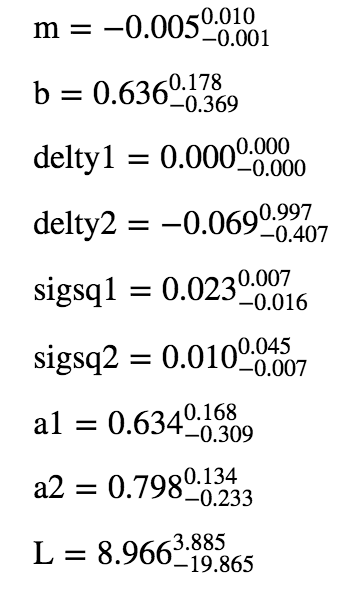 m = −0.005^{0.010}_{−0.001}
b = 0.636^{0.178}_{−0.369}
delty1 = 0.000^{0.000}_{−0.000}
delty2 = −0.069^{0.997}_{−0.407}
sigsq1 = 0.023^{0.007}_{−0.016}
sigsq2 = 0.010^{0.045}_{−0.007}
a1 = 0.634^{0.168}_{−0.309}
a2 = 0.798^{0.134}_{−0.233}
L = 8.966^{3.885}_{−19.865}